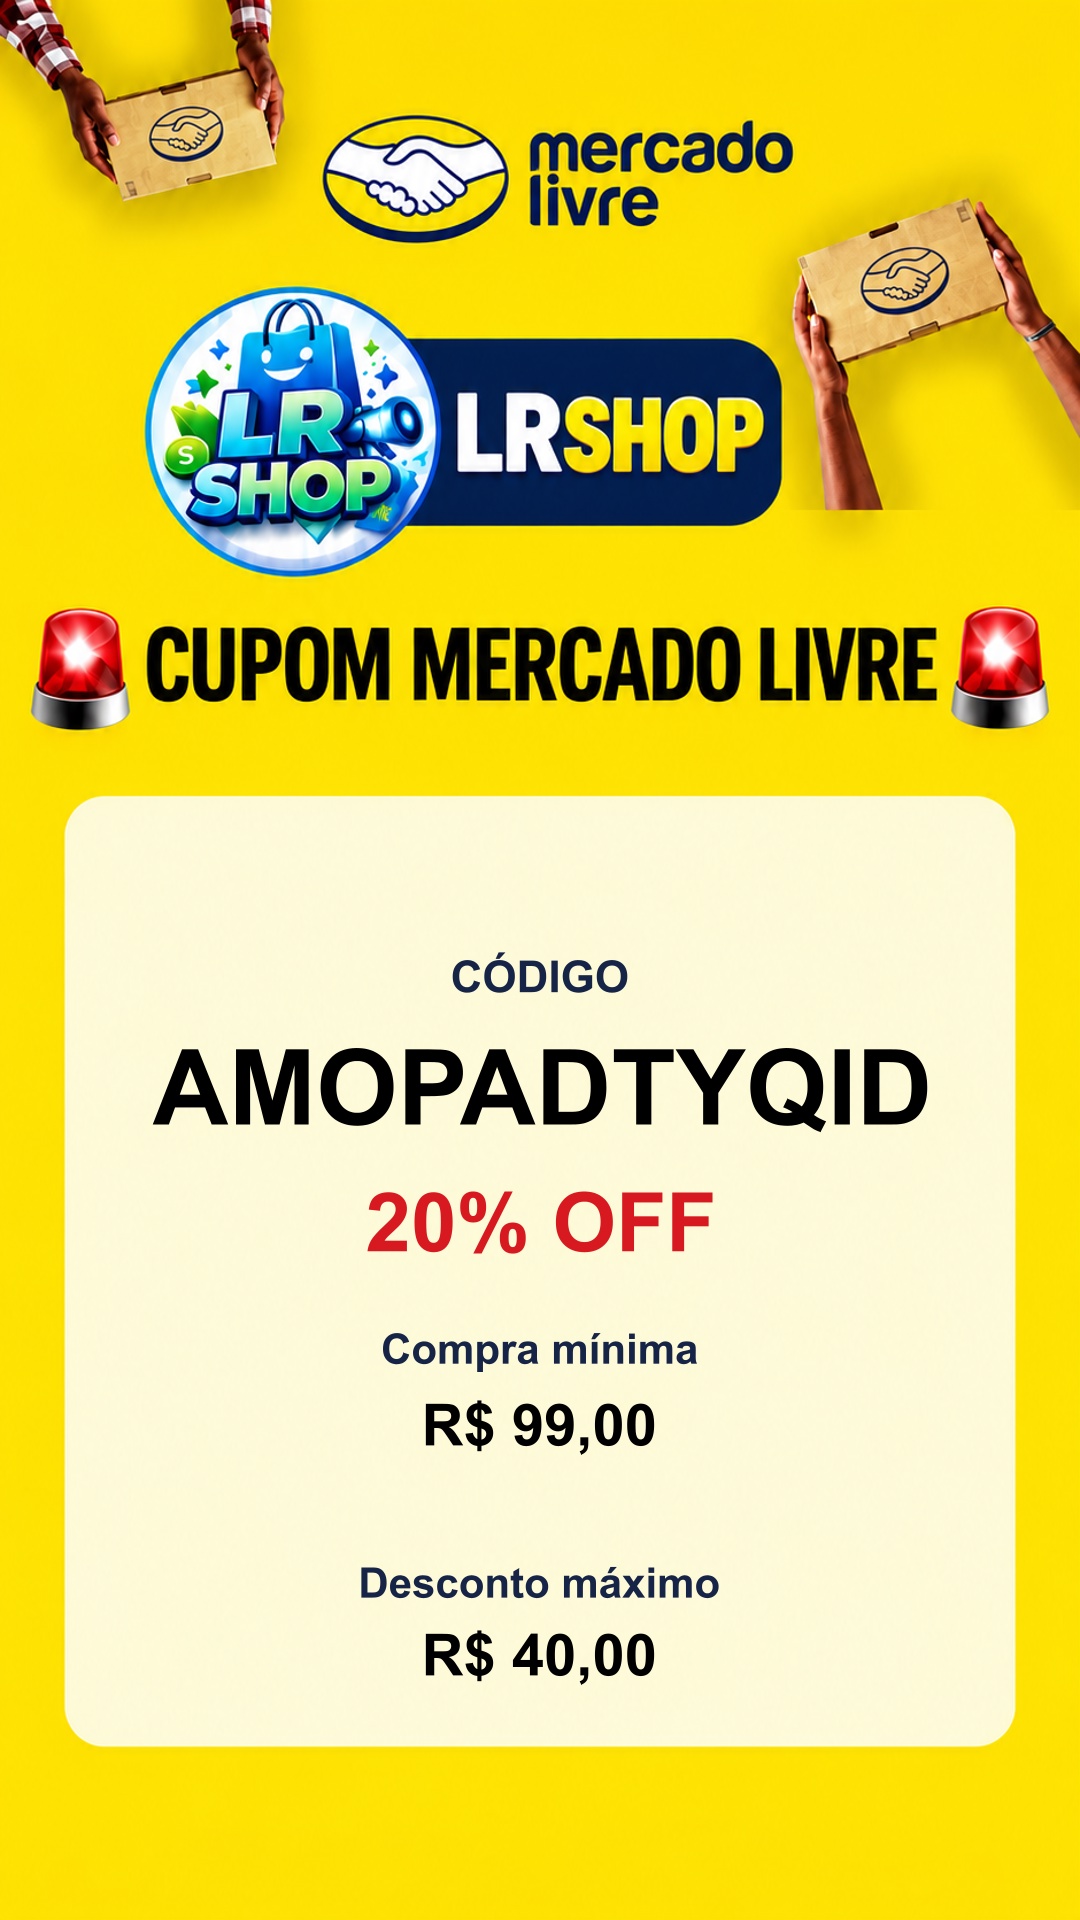 mercado
livre
LR
SHOP
S
LRSHOP
CUPOM MERCADO LIVRE
CÓDIGO
AMOPADTYQID
20% OFF
Compra mínima
R$ 99,00
Desconto máximo
R$ 40,00